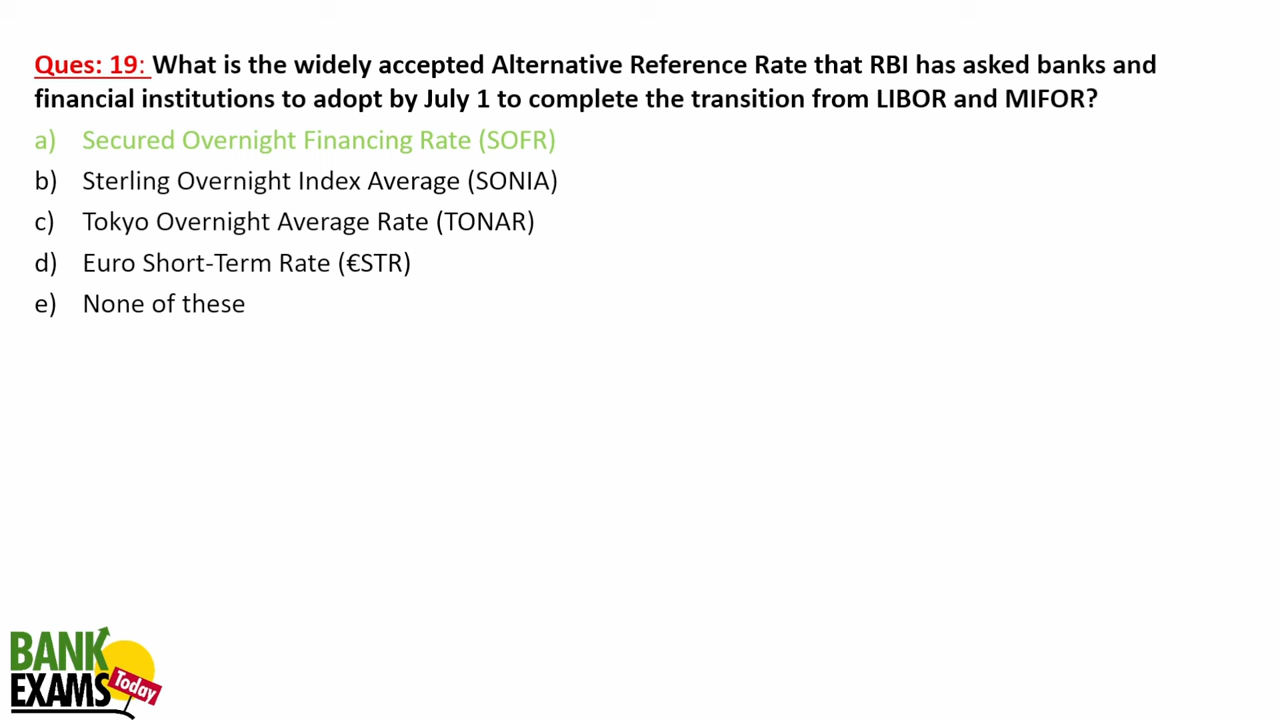 Ques: 19: What is the widely accepted Alternative Reference Rate that RBI has asked banks and
financial institutions to adopt by July 1 to complete the transition from LIBOR and MIFOR?
a) Secured Overnight Financing Rate (SOFR)
b) Sterling Overnight Index Average (SONIA)
c) Tokyo Overnight Average Rate (TONAR)
d) Euro Short-Term Rate (€STR)
e) None of these
BANK
EXAMS
Today